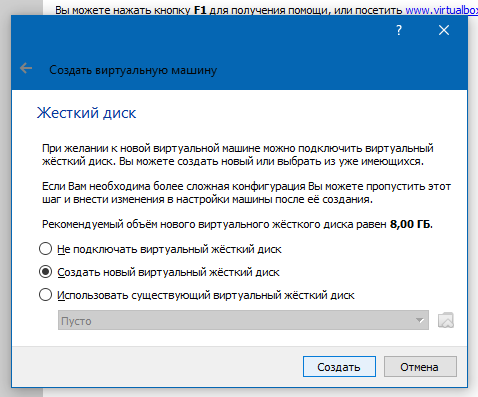 Вы можете нажать кнопку F1 для получения помощи, или посетить www.virtualbox
?
Создать виртуальную машину
Жесткий диск
При желании к новой виртуальной машине можно подключить виртуальный
жёсткий диск. Вы можете создать новый или выбрать из уже имеющихся.
Если Вам необходима более сложная конфигурация Вы можете пропустить этот
шаг и внести изменения в настройки машины после её создания.
Рекомендуемый объём нового виртуального жёсткого диска равен 8,00 ГБ.
Не подключать виртуальный жёсткий диск
Создать новый виртуальный жёсткий диск
Использовать существующий виртуальный жёсткий диск
Пусто
Создать
Отмена